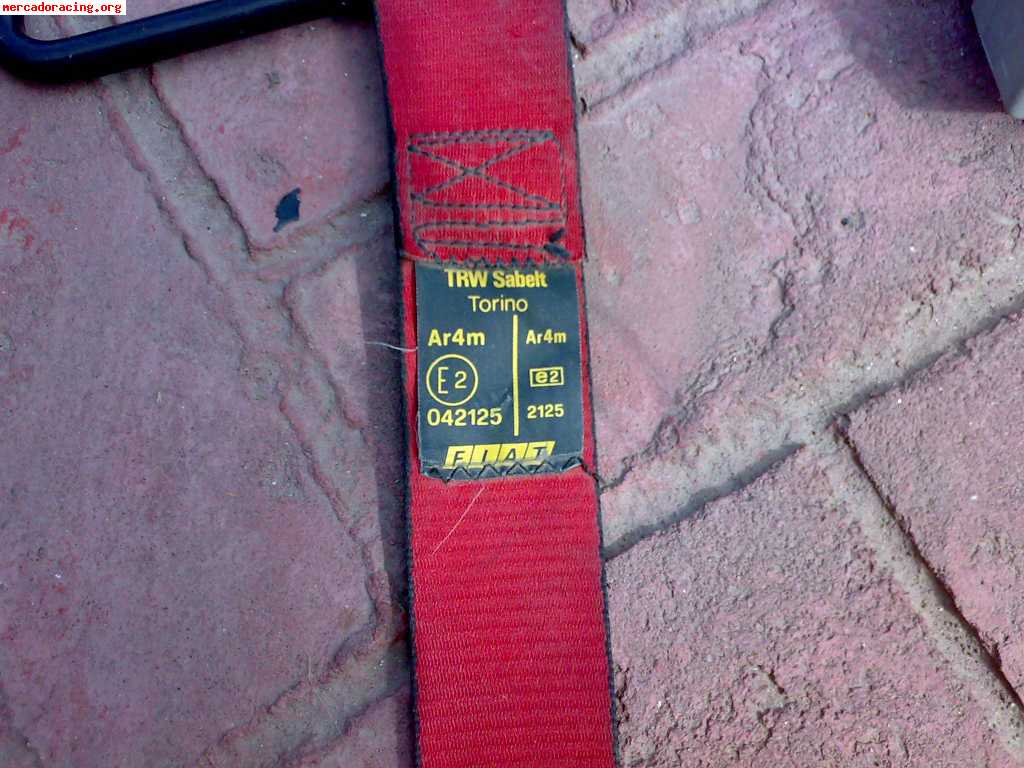 mercadoracing.org
TRW Sabelt
Torino
Ar4m Ar4m
E2 e2
042125 2125
FIAT